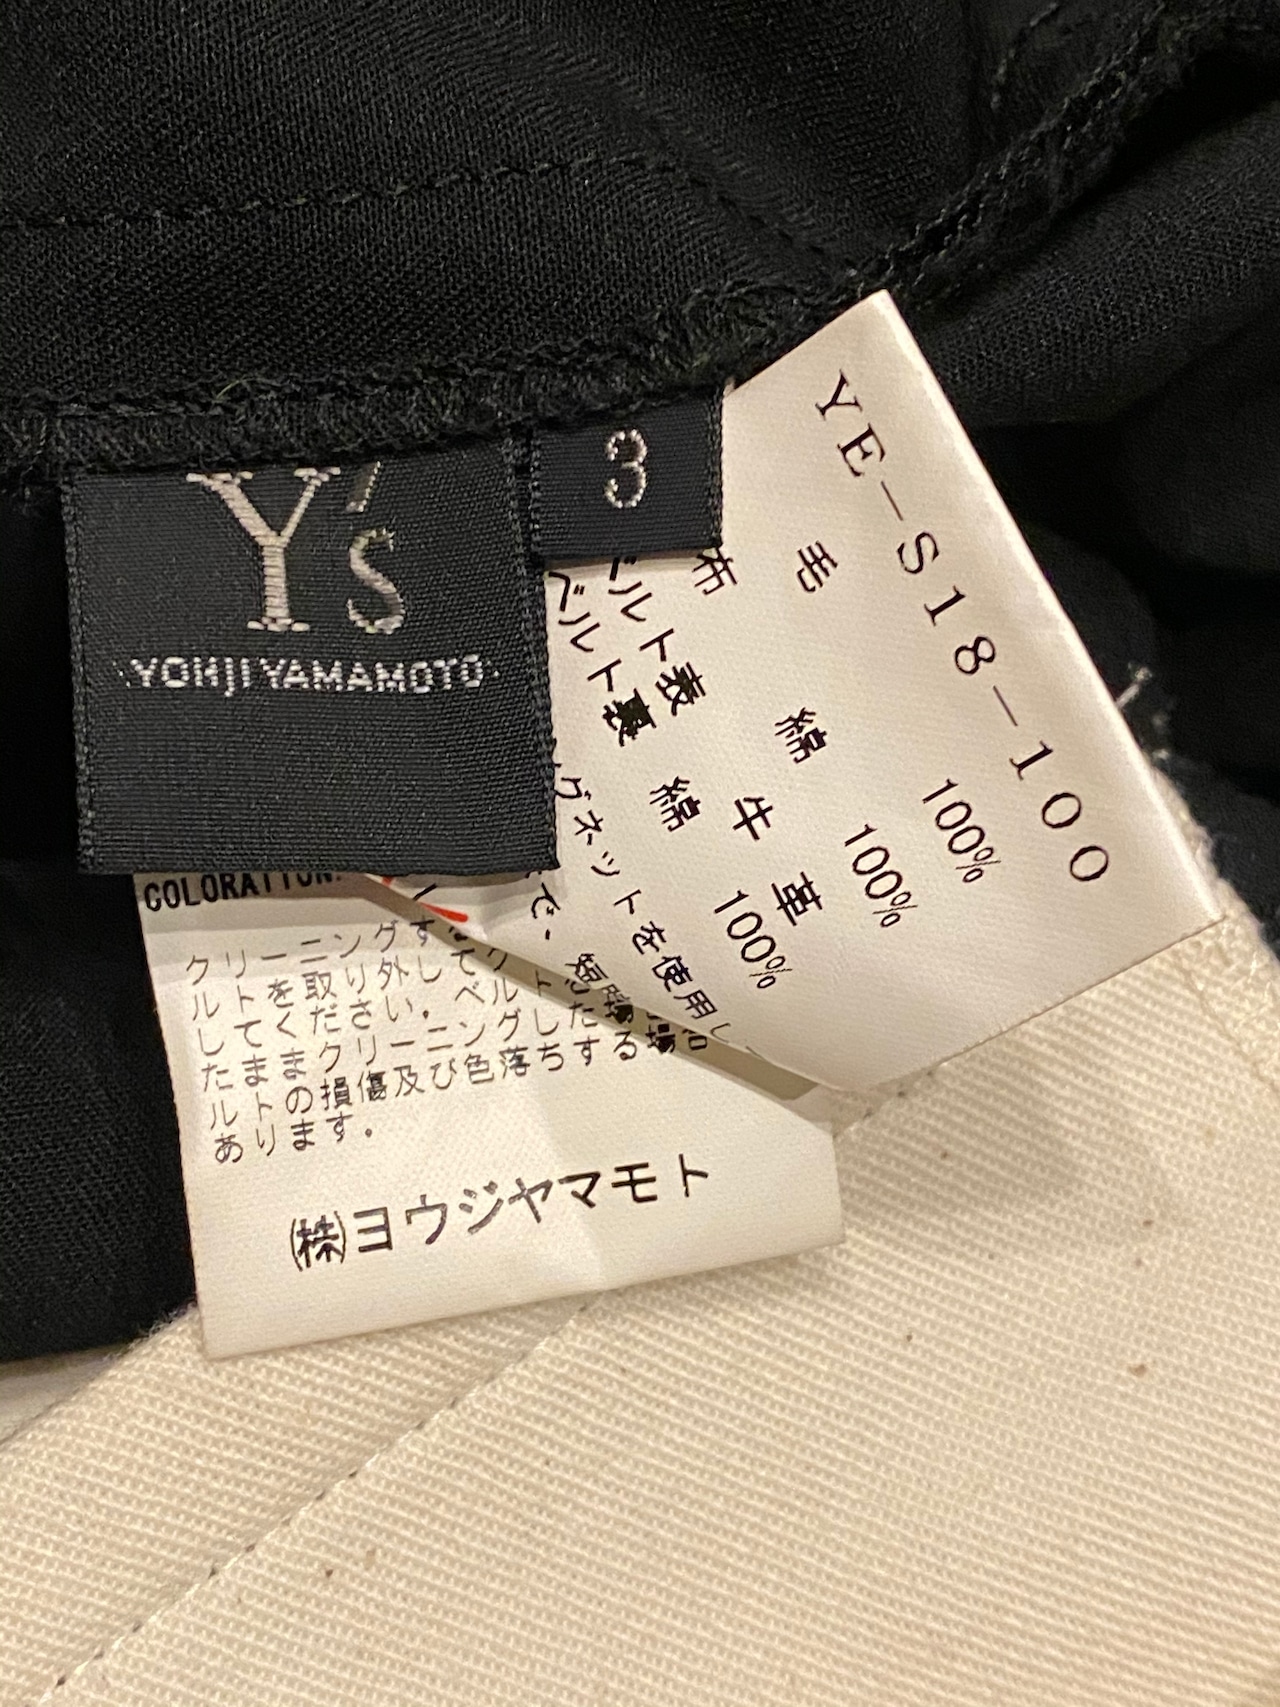 Y's
YOHJI YAMAMOTO
3
YE-S18-100
毛 100%
布 綿 100%
ベルト表 牛革 100%
ベルト裏 綿
グネットを使用し
で、
COLORATION.
クリーニングす
ルトを取り外して
してください。ベルト
たままクリーニングした
ルトの損傷及び色落ちする場合
あります。
㈱ヨウジヤマモト